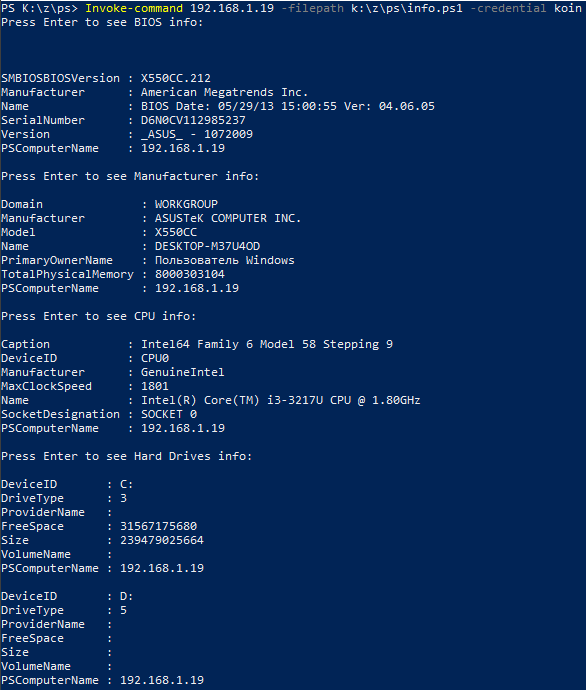 PS K:\z\ps> Invoke-command 192.168.1.19 -filepath k:\z\ps\info.ps1 -credential koin
Press Enter to see BIOS info:
SMBIOSBIOSVersion : X550CC.212
Manufacturer      : American Megatrends Inc.
Name              : BIOS Date: 05/29/13 15:00:55 Ver: 04.06.05
SerialNumber      : D6N0CV112985237
Version           : _ASUS_ - 1072009
PSComputerName    : 192.168.1.19
Press Enter to see Manufacturer info:
Domain              : WORKGROUP
Manufacturer        : ASUSTeK COMPUTER INC.
Model               : X550CC
Name                : DESKTOP-M37U4OD
PrimaryOwnerName    : Пользователь Windows
TotalPhysicalMemory : 8000303104
PSComputerName      : 192.168.1.19
Press Enter to see CPU info:
Caption           : Intel64 Family 6 Model 58 Stepping 9
DeviceID          : CPU0
Manufacturer      : GenuineIntel
MaxClockSpeed     : 1801
Name              : Intel(R) Core(TM) i3-3217U CPU @ 1.80GHz
SocketDesignation : SOCKET 0
PSComputerName    : 192.168.1.19
Press Enter to see Hard Drives info:
DeviceID       : C:
DriveType      : 3
ProviderName   :
FreeSpace      : 31567175680
Size           : 239479025664
VolumeName     :
PSComputerName : 192.168.1.19
DeviceID       : D:
DriveType      : 5
ProviderName   :
FreeSpace      :
Size           :
VolumeName     :
PSComputerName : 192.168.1.19